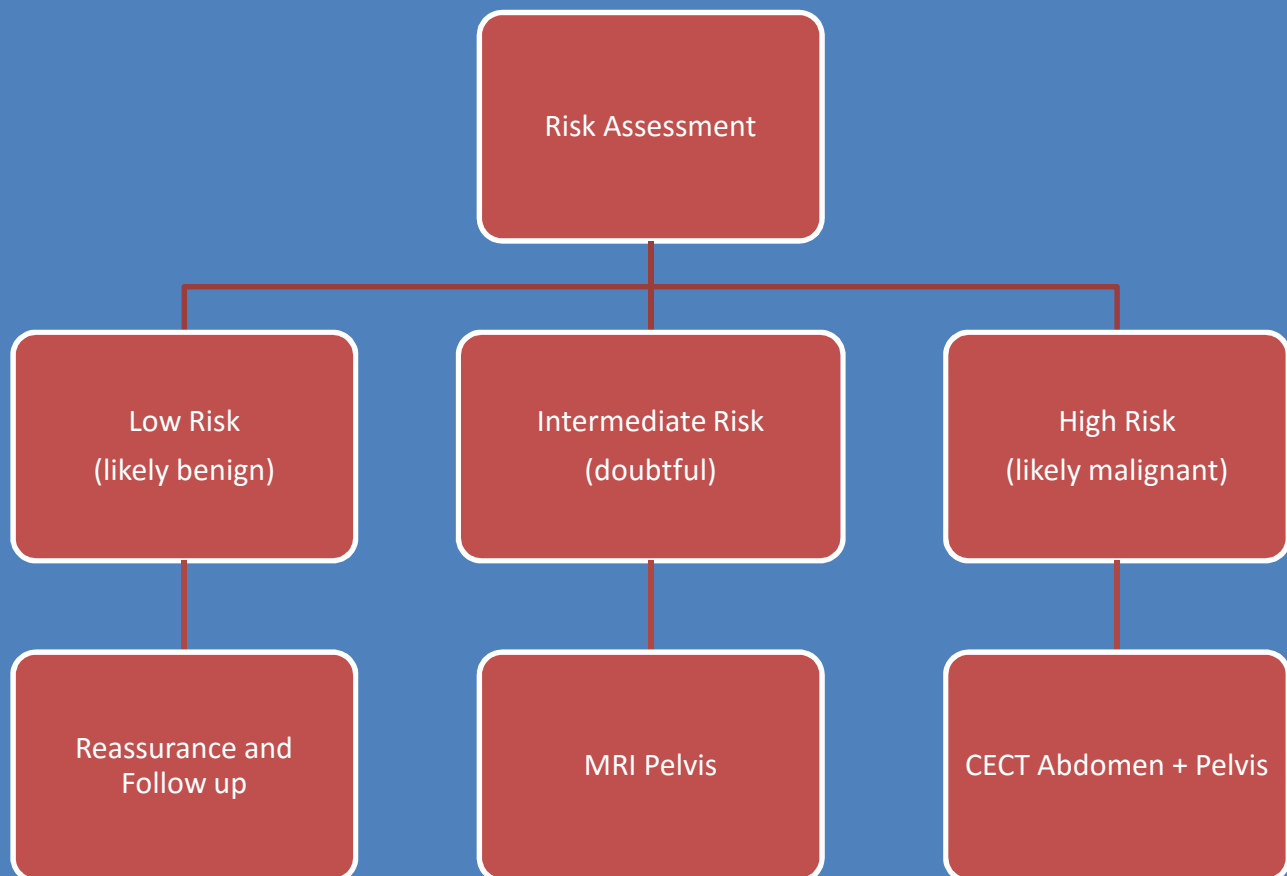 Risk Assessment
Low Risk
(likely benign)
Intermediate Risk
(doubtful)
High Risk
(likely malignant)
Reassurance and
Follow up
MRI Pelvis
CECT Abdomen + Pelvis